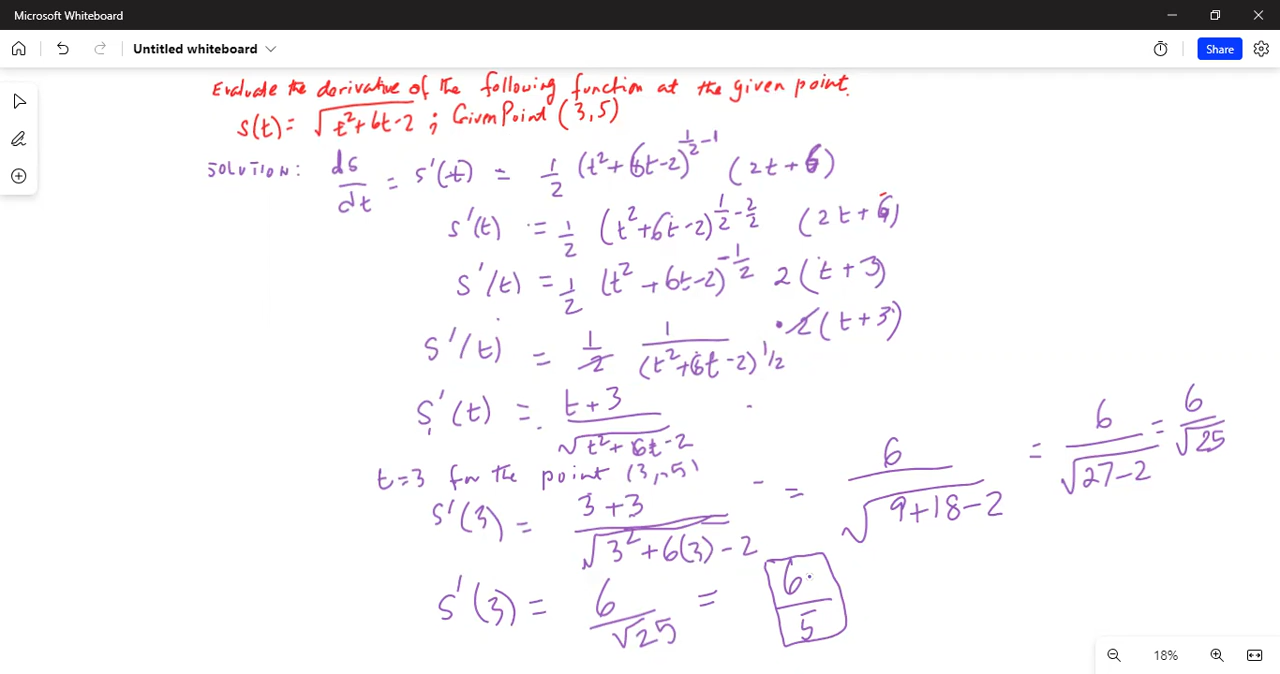 Microsoft Whiteboard
Untitled whiteboard
Share
Evaluate the derivative of the following function at the given point.
s(t) = √(t²+6t-2) ; Given Point (3,5)
SOLUTION: ds/dt = s'(t) = 1/2 (t²+6t-2)^(1/2-1) (2t+6)
s'(t) = 1/2 (t²+6t-2)^(1/2-2/2) (2t+6)
s'(t) = 1/2 (t²+6t-2)^(-1/2) 2(t+3)
s'(t) = 1/2 1/(t²+6t-2)^(1/2) · 2(t+3)
s'(t) = (t+3)/√(t²+6t-2)
t=3 for the point (3,5)
s'(3) = (3+3)/√(3²+6(3)-2) = 6/√(9+18-2) = 6/√(27-2) = 6/√25
s'(3) = 6/√25 = 6/5
18%